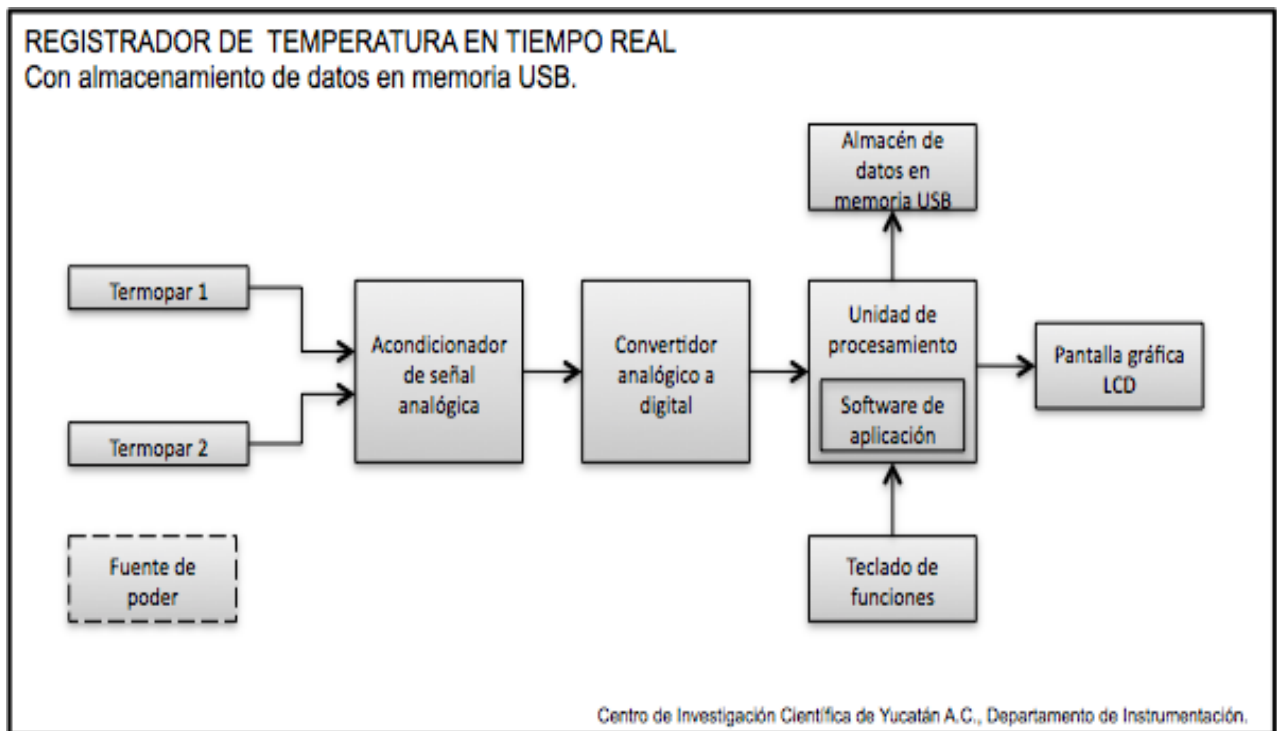 REGISTRADOR DE TEMPERATURA EN TIEMPO REAL
Con almacenamiento de datos en memoria USB.
Almacén de
datos en
memoria USB
Termopar 1
Termopar 2
Acondicionador
de señal
analógica
Convertidor
analógico a
digital
Unidad de
procesamiento
Software de
aplicación
Pantalla gráfica
LCD
Fuente de
poder
Teclado de
funciones
Centro de Investigación Científica de Yucatán A.C., Departamento de Instrumentación.